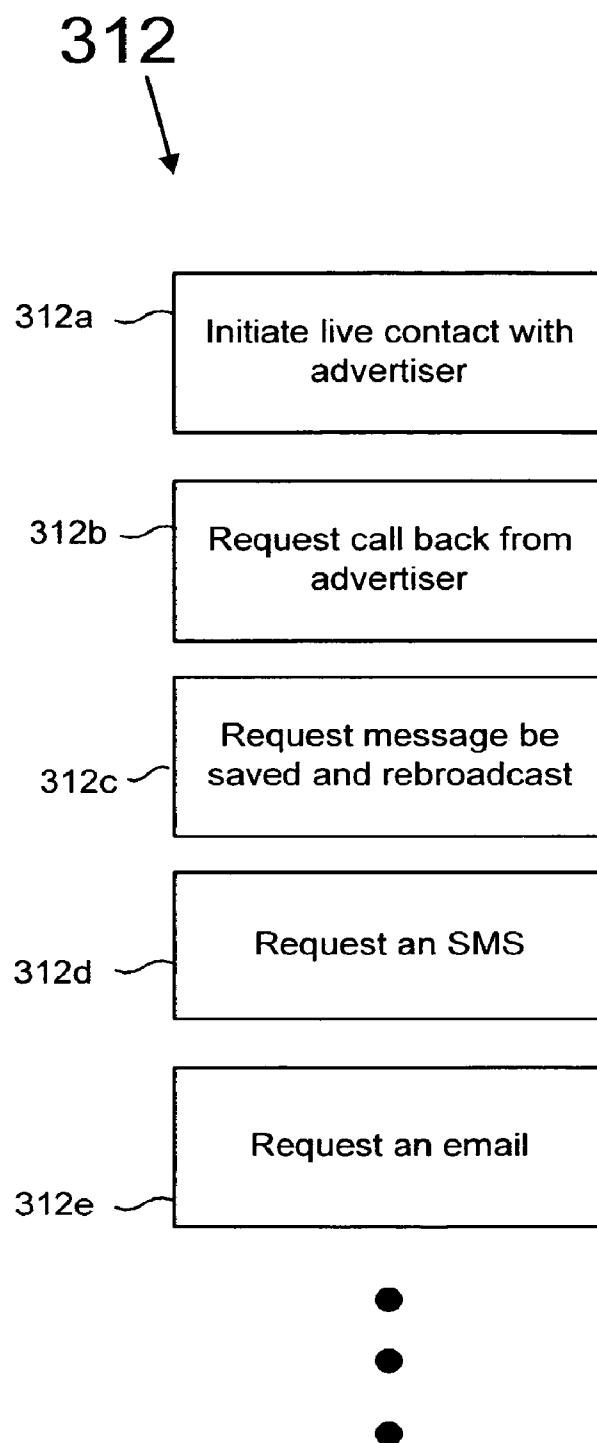 312
312a
Initiate live contact with
advertiser
312b
Request call back from
advertiser
312c
Request message be
saved and rebroadcast
312d
Request an SMS
312e
Request an email